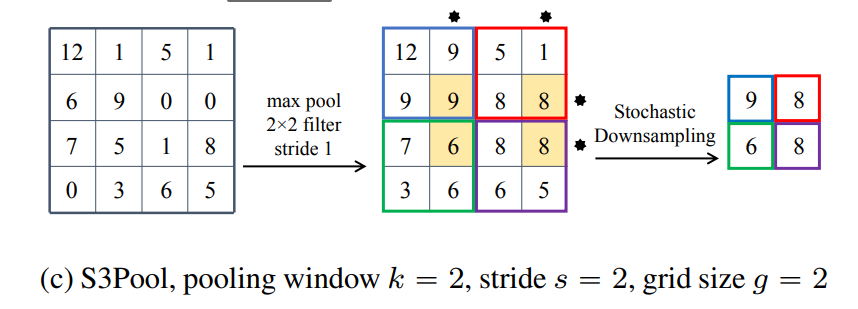 12 1 5 1
6 9 0 0
7 5 1 8
0 3 6 5
max pool
2×2 filter
stride 1
12 9 5 1
9 9 8 8
7 6 8 8
3 6 6 5
Stochastic
Downsampling
9 8
6 8
(c) S3Pool, pooling window k = 2, stride s = 2, grid size g = 2